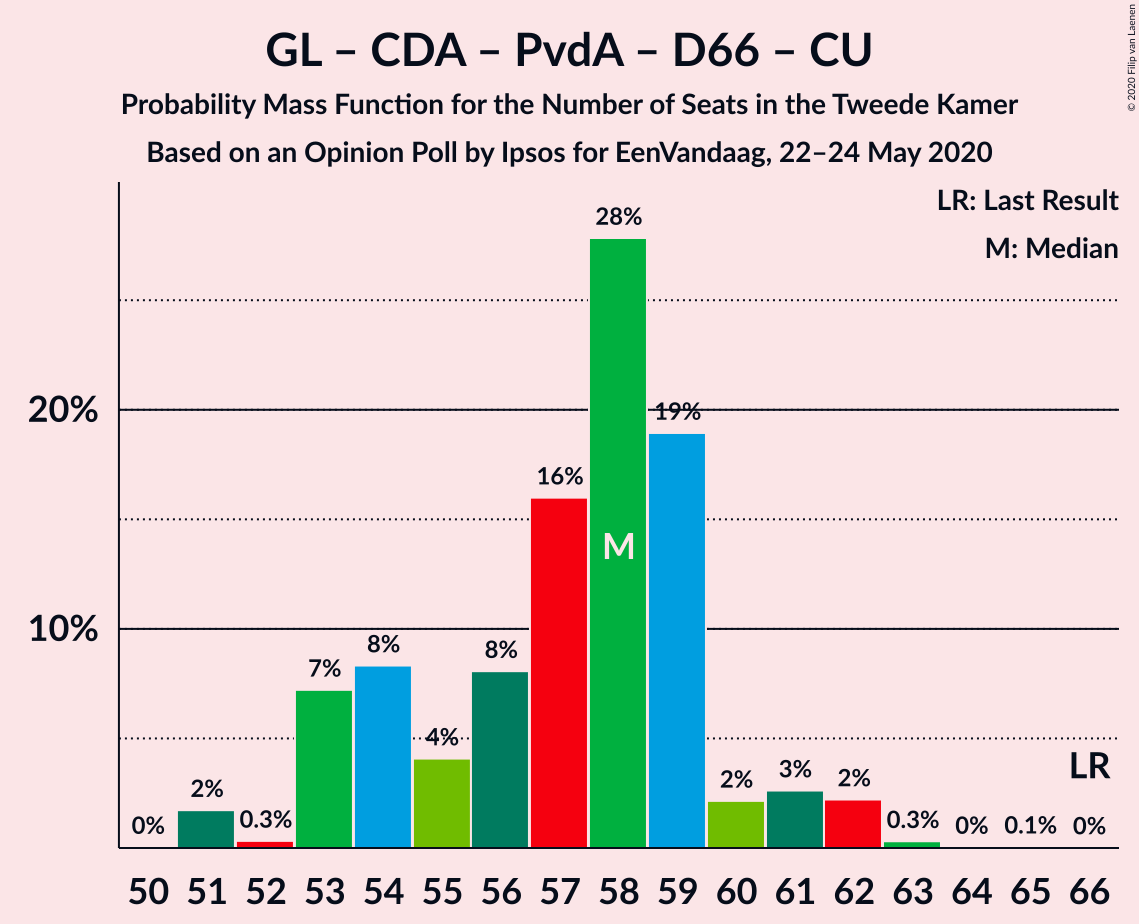 GL – CDA – PvdA – D66 – CU
Probability Mass Function for the Number of Seats in the Tweede Kamer
Based on an Opinion Poll by Ipsos for EenVandaag, 22–24 May 2020
© 2020 Filip van Laenen
LR: Last Result
M: Median
28%
20%
19%
16%
M
10%
8%
8%
7%
4%
LR
2%
3%
2%
2%
0%
0.3%
0.3%
0%
0.1%
0%
50 51 52 53 54 55 56 57 58 59 60 61 62 63 64 65 66